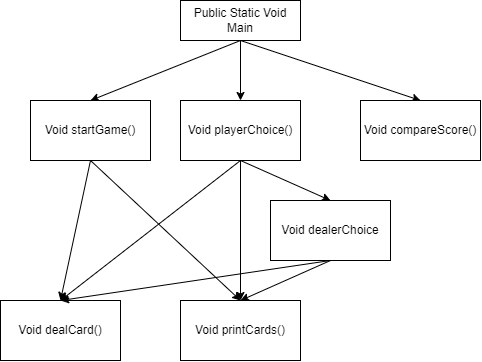 Public Static Void
Main
Void startGame()
Void playerChoice()
Void compareScore()
Void dealerChoice
Void dealCard()
Void printCards()